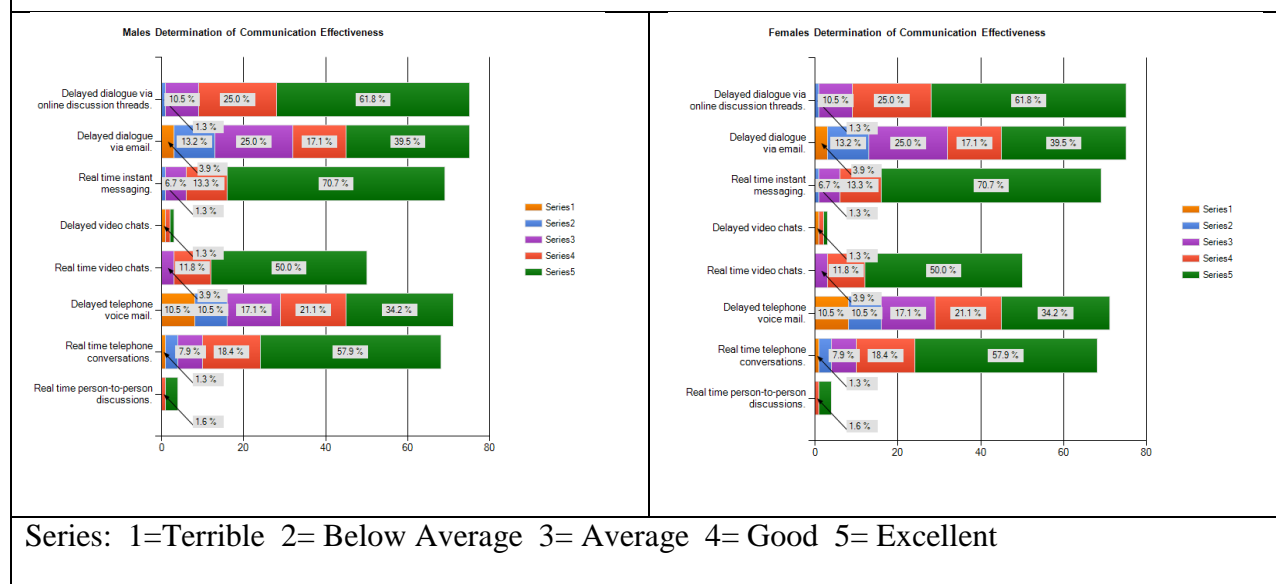 Males Determination of Communication Effectiveness
Delayed dialogue via
online discussion threads.
10.5 %
25.0 %
61.8 %
1.3 %
Delayed dialogue
via email.
13.2 %
25.0 %
17.1 %
39.5 %
3.9 %
Real time instant
messaging.
6.7 %
13.3 %
70.7 %
1.3 %
Delayed video chats.
1.3 %
Real time video chats.
11.8 %
50.0 %
3.9 %
Delayed telephone
voice mail.
10.5 %
10.5 %
17.1 %
21.1 %
34.2 %
Real time telephone
conversations.
7.9 %
18.4 %
57.9 %
1.3 %
Real time person-to-person
discussions.
1.6 %
0
20
40
60
80
Series1
Series2
Series3
Series4
Series5
Females Determination of Communication Effectiveness
Delayed dialogue via
online discussion threads.
10.5 %
25.0 %
61.8 %
1.3 %
Delayed dialogue
via email.
13.2 %
25.0 %
17.1 %
39.5 %
3.9 %
Real time instant
messaging.
6.7 %
13.3 %
70.7 %
1.3 %
Delayed video chats.
1.3 %
Real time video chats.
11.8 %
50.0 %
3.9 %
Delayed telephone
voice mail.
10.5 %
10.5 %
17.1 %
21.1 %
34.2 %
Real time telephone
conversations.
7.9 %
18.4 %
57.9 %
1.3 %
Real time person-to-person
discussions.
1.6 %
0
20
40
60
80
Series1
Series2
Series3
Series4
Series5
Series: 1=Terrible 2= Below Average 3= Average 4= Good 5= Excellent